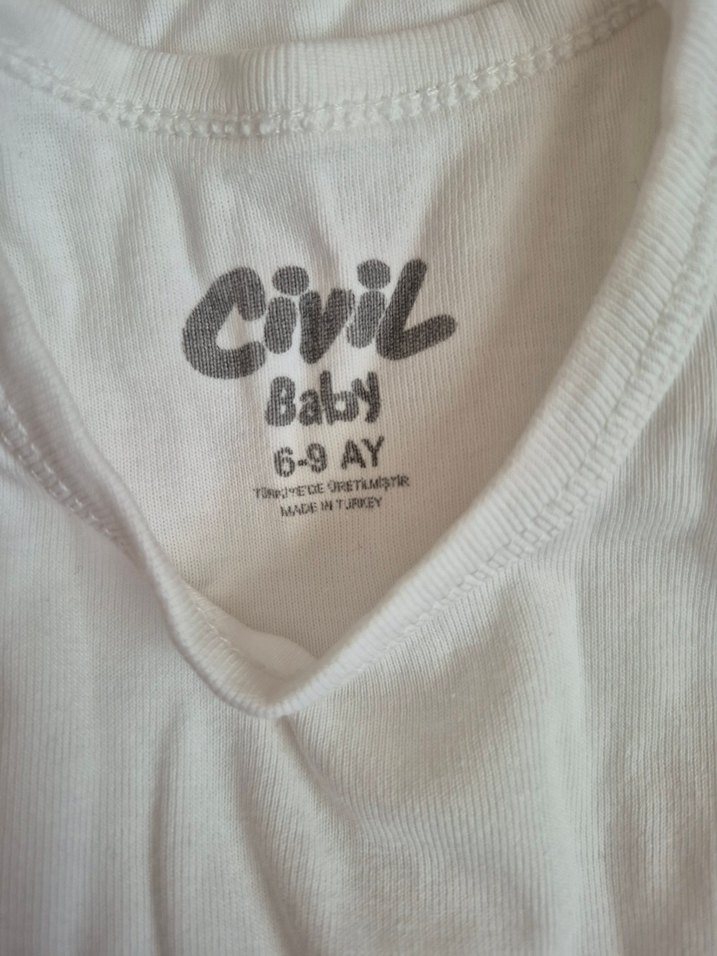 Civil
Baby
6-9 AY
TÜRKİYE'DE ÜRETİLMİŞTİR
MADE IN TURKEY